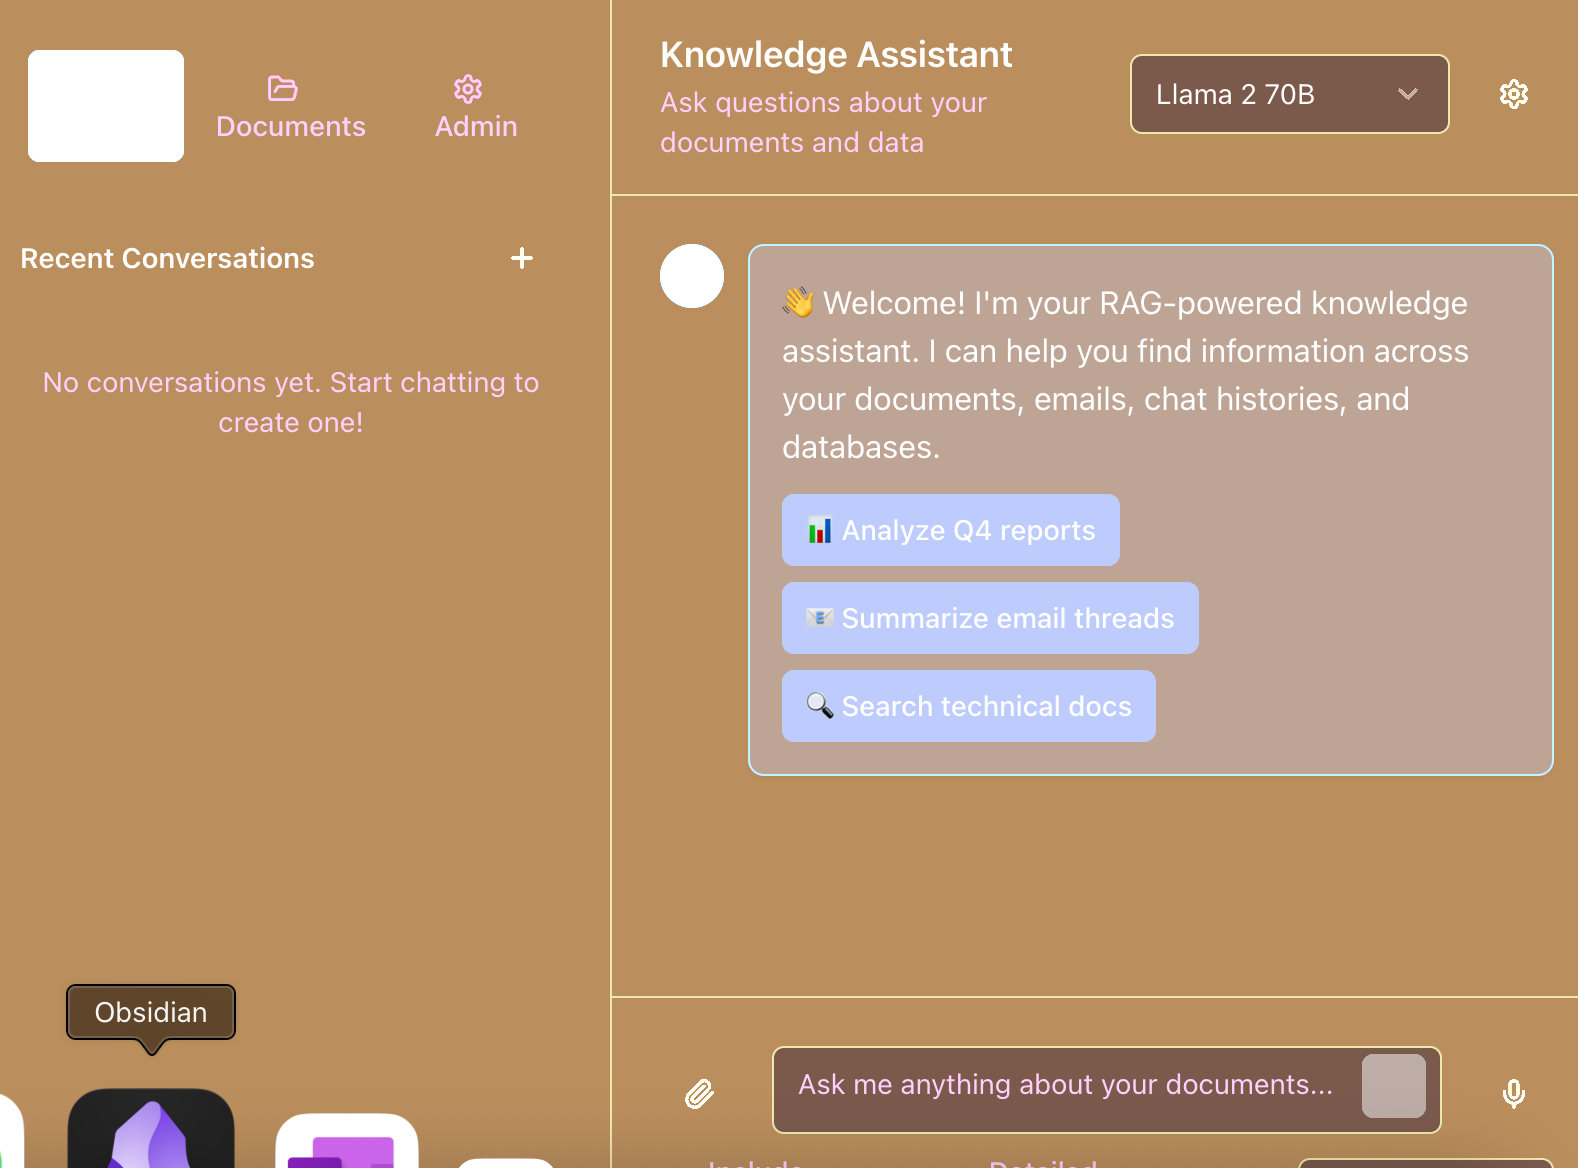 Documents
Admin
Recent Conversations
No conversations yet. Start chatting to
create one!
Obsidian
Knowledge Assistant
Ask questions about your
documents and data
Llama 2 70B
👋 Welcome! I'm your RAG-powered knowledge
assistant. I can help you find information across
your documents, emails, chat histories, and
databases.
📊 Analyze Q4 reports
📧 Summarize email threads
🔍 Search technical docs
Ask me anything about your documents...
Include
Detailed